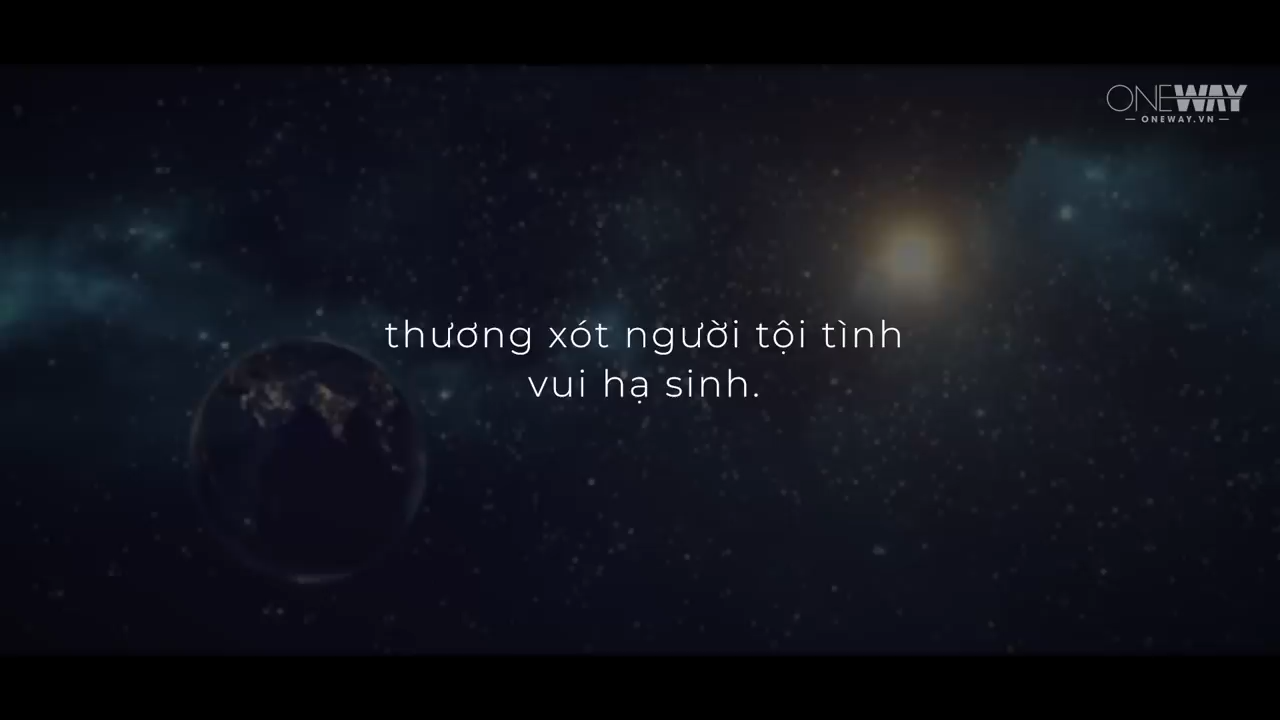 ONEWAY
ONEWAY.VN
thương xót người tội tình
vui hạ sinh.